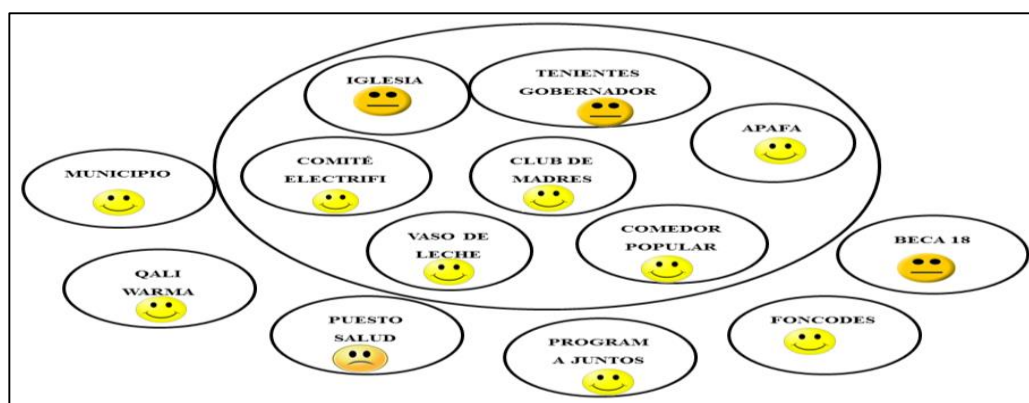 IGLESIA
TENIENTES
GOBERNADOR
APAFA
COMITÉ
ELECTRIFI
CLUB DE
MADRES
MUNICIPIO
VASO DE
LECHE
COMEDOR
POPULAR
BECA 18
QALI
WARMA
PUESTO
SALUD
PROGRAM
A JUNTOS
FONCODES